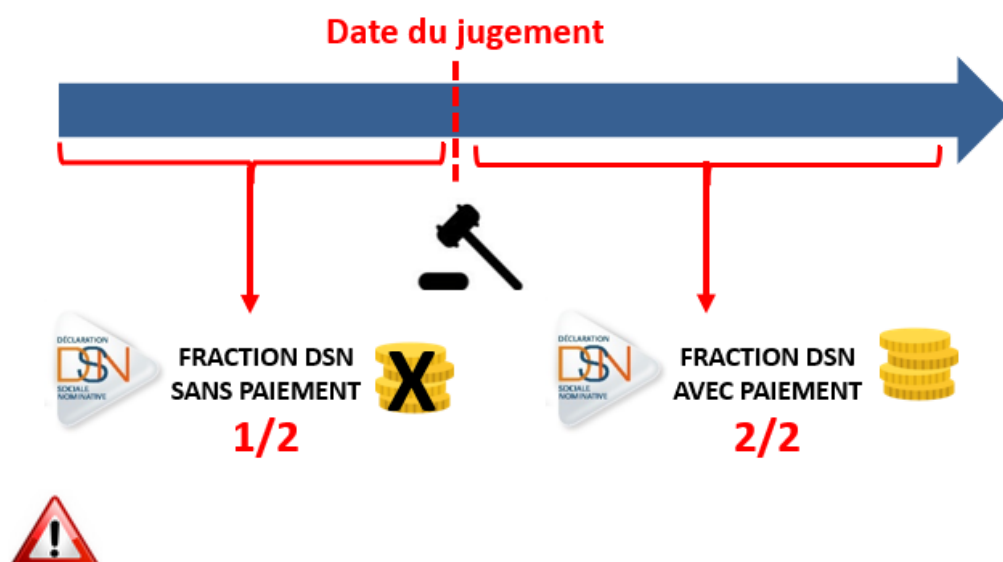 Date du jugement
DÉCLARATION
DSN
SOCIALE
NOMINATIVE
FRACTION DSN
SANS PAIEMENT
X
1/2
DÉCLARATION
DSN
SOCIALE
NOMINATIVE
FRACTION DSN
AVEC PAIEMENT
2/2
!